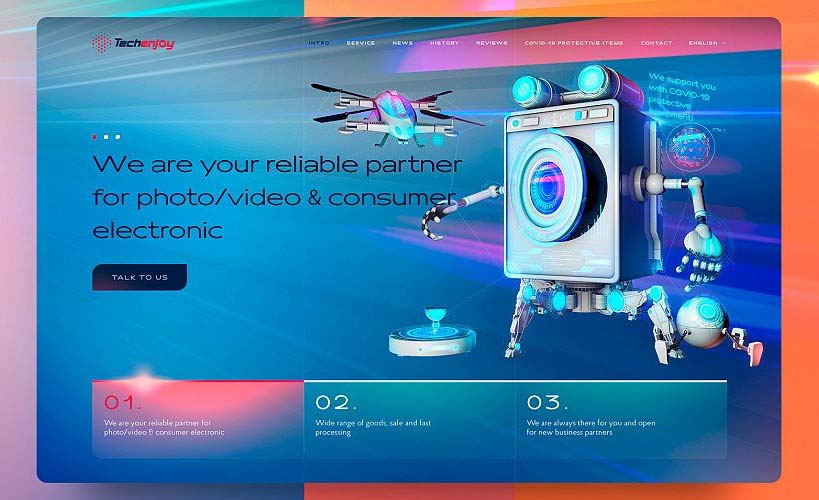 Techenjoy
INTRO SERVICE NEWS HISTORY REVIEWS COVID-19 PROTECTIVE ITEMS CONTACT ENGLISH
We support you
with COVID-19
protective
We are your reliable partner
for photo/video & consumer
electronic
TALK TO US
01.
We are your reliable partner for
photo/video & consumer electronic
02.
Wide range of goods, sale and fast
processing
03.
We are always there for you and open
for new business partners